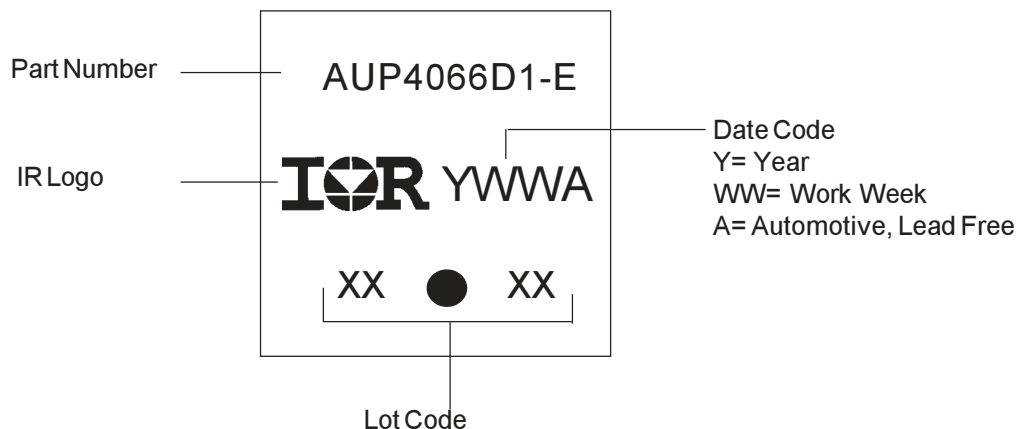 Part Number
AUP4066D1-E
IR Logo
IOR YWWA
Date Code
Y= Year
WW= Work Week
A= Automotive, Lead Free
XX XX
Lot Code